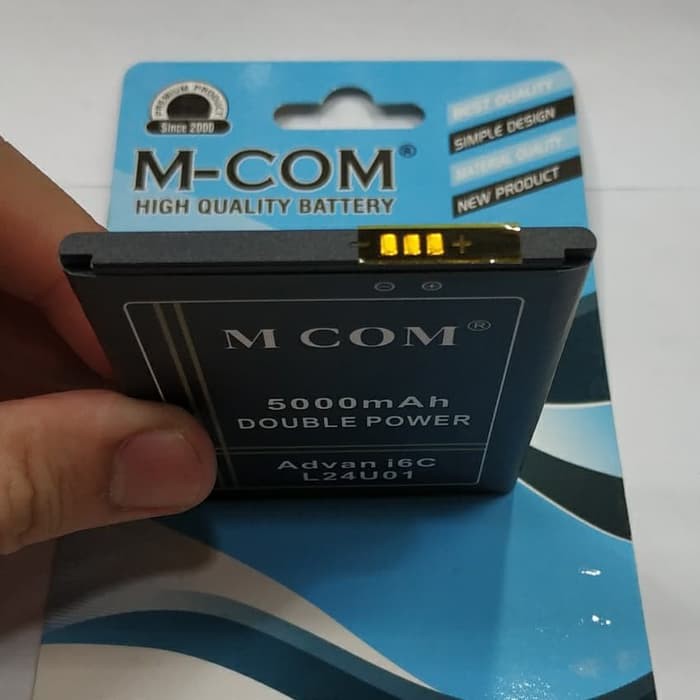 PREMIUM PRODUCT
Since 2000
M-COM®
HIGH QUALITY BATTERY
BEST QUALITY
SIMPLE DESIGN
MATERIAL QUALITY
NEW PRODUCT
- +
⊖ ⊕
M COM®
5000mAh
DOUBLE POWER
Advan i6C
L24U01